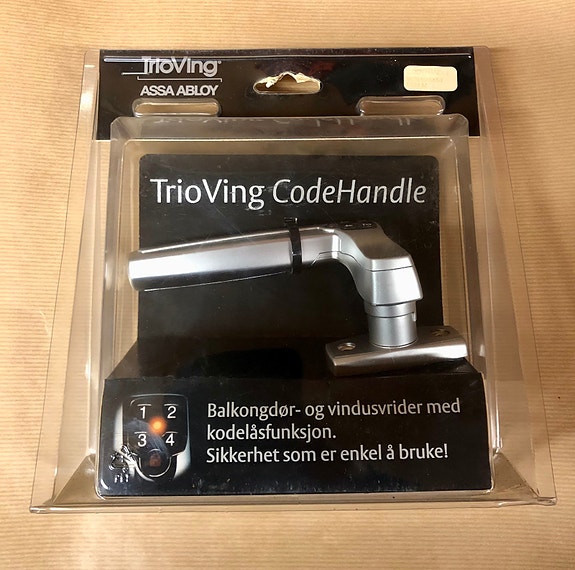 TrioVing®
ASSA ABLOY
TrioVing CodeHandle
1 2
3 4
Balkongdør- og vindusvrider med
kodelåsfunksjon.
Sikkerhet som er enkel å bruke!